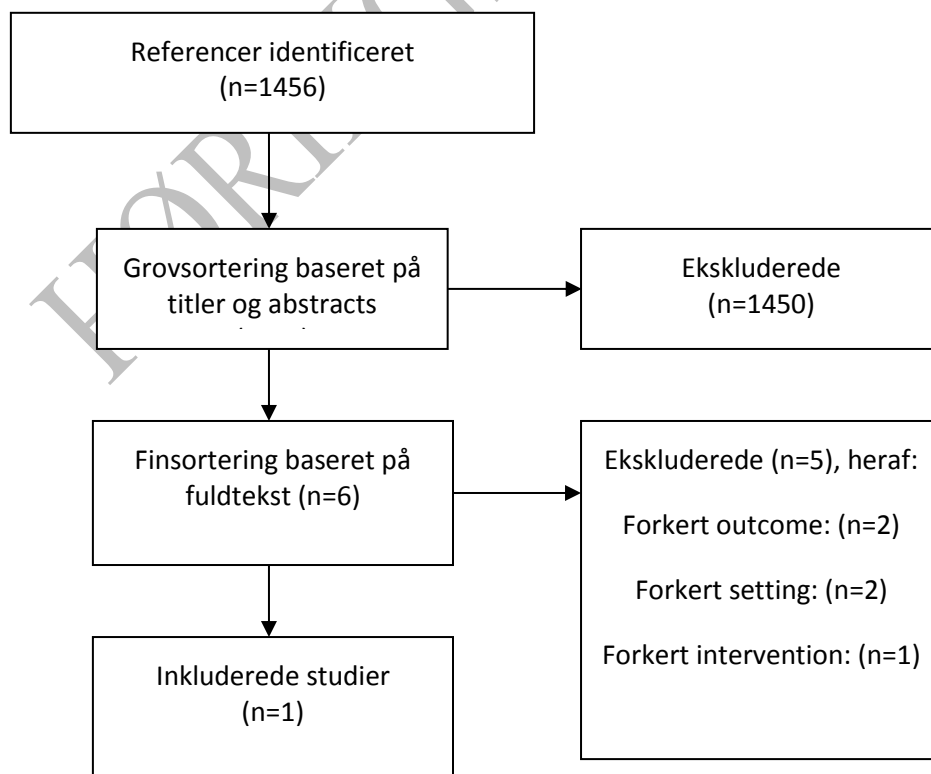 Referencer identificeret
(n=1456)
Grovsortering baseret på
titler og abstracts
Ekskluderede
(n=1450)
Finsortering baseret på
fuldtekst (n=6)
Ekskluderede (n=5), heraf:
Forkert outcome: (n=2)
Forkert setting: (n=2)
Forkert intervention: (n=1)
Inkluderede studier
(n=1)